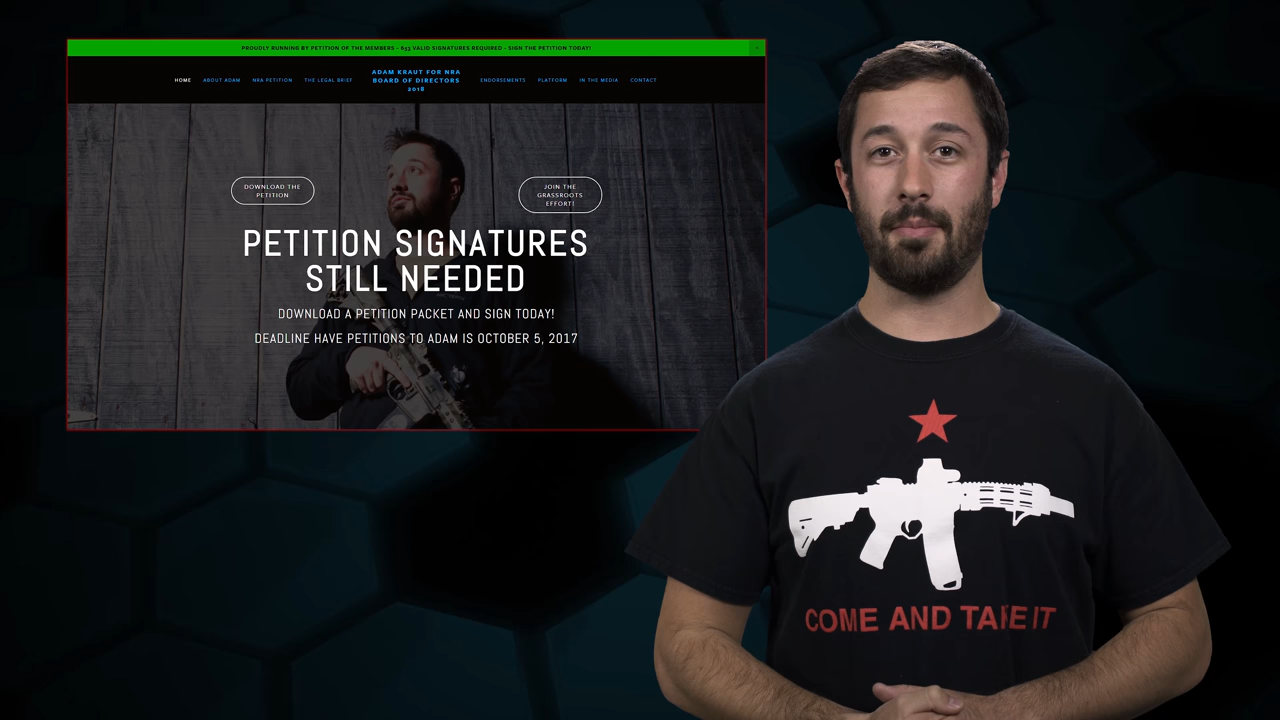 PROUDLY RUNNING BY PETITION OF THE MEMBERS - 653 VALID SIGNATURES REQUIRED - SIGN THE PETITION TODAY!
HOME ABOUT ADAM NRA PETITION THE LEGAL BRIEF
ADAM KRAUT FOR NRA
BOARD OF DIRECTORS
2018
ENDORSEMENTS PLATFORM IN THE MEDIA CONTACT
DOWNLOAD THE
PETITION
JOIN THE
GRASSROOTS
EFFORT!
PETITION SIGNATURES
STILL NEEDED
DOWNLOAD A PETITION PACKET AND SIGN TODAY!
DEADLINE HAVE PETITIONS TO ADAM IS OCTOBER 5, 2017
COME AND TAKE IT